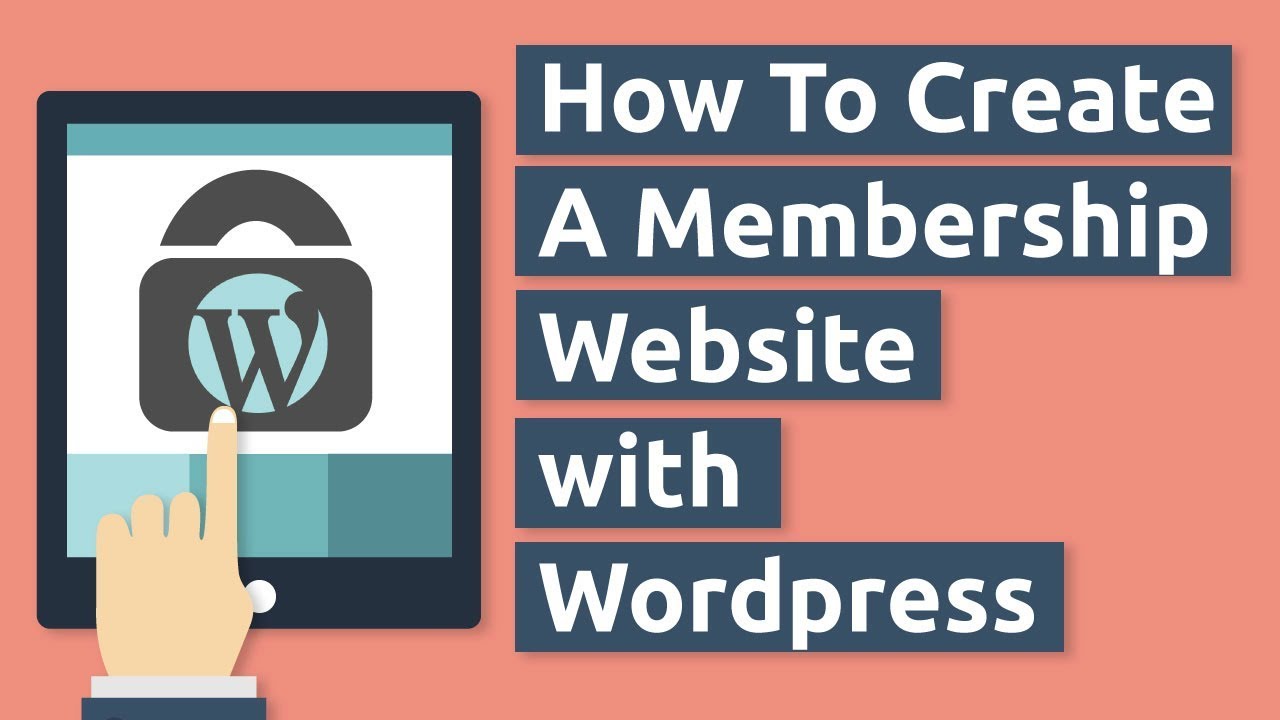 How To Create
A Membership
Website
with
Wordpress